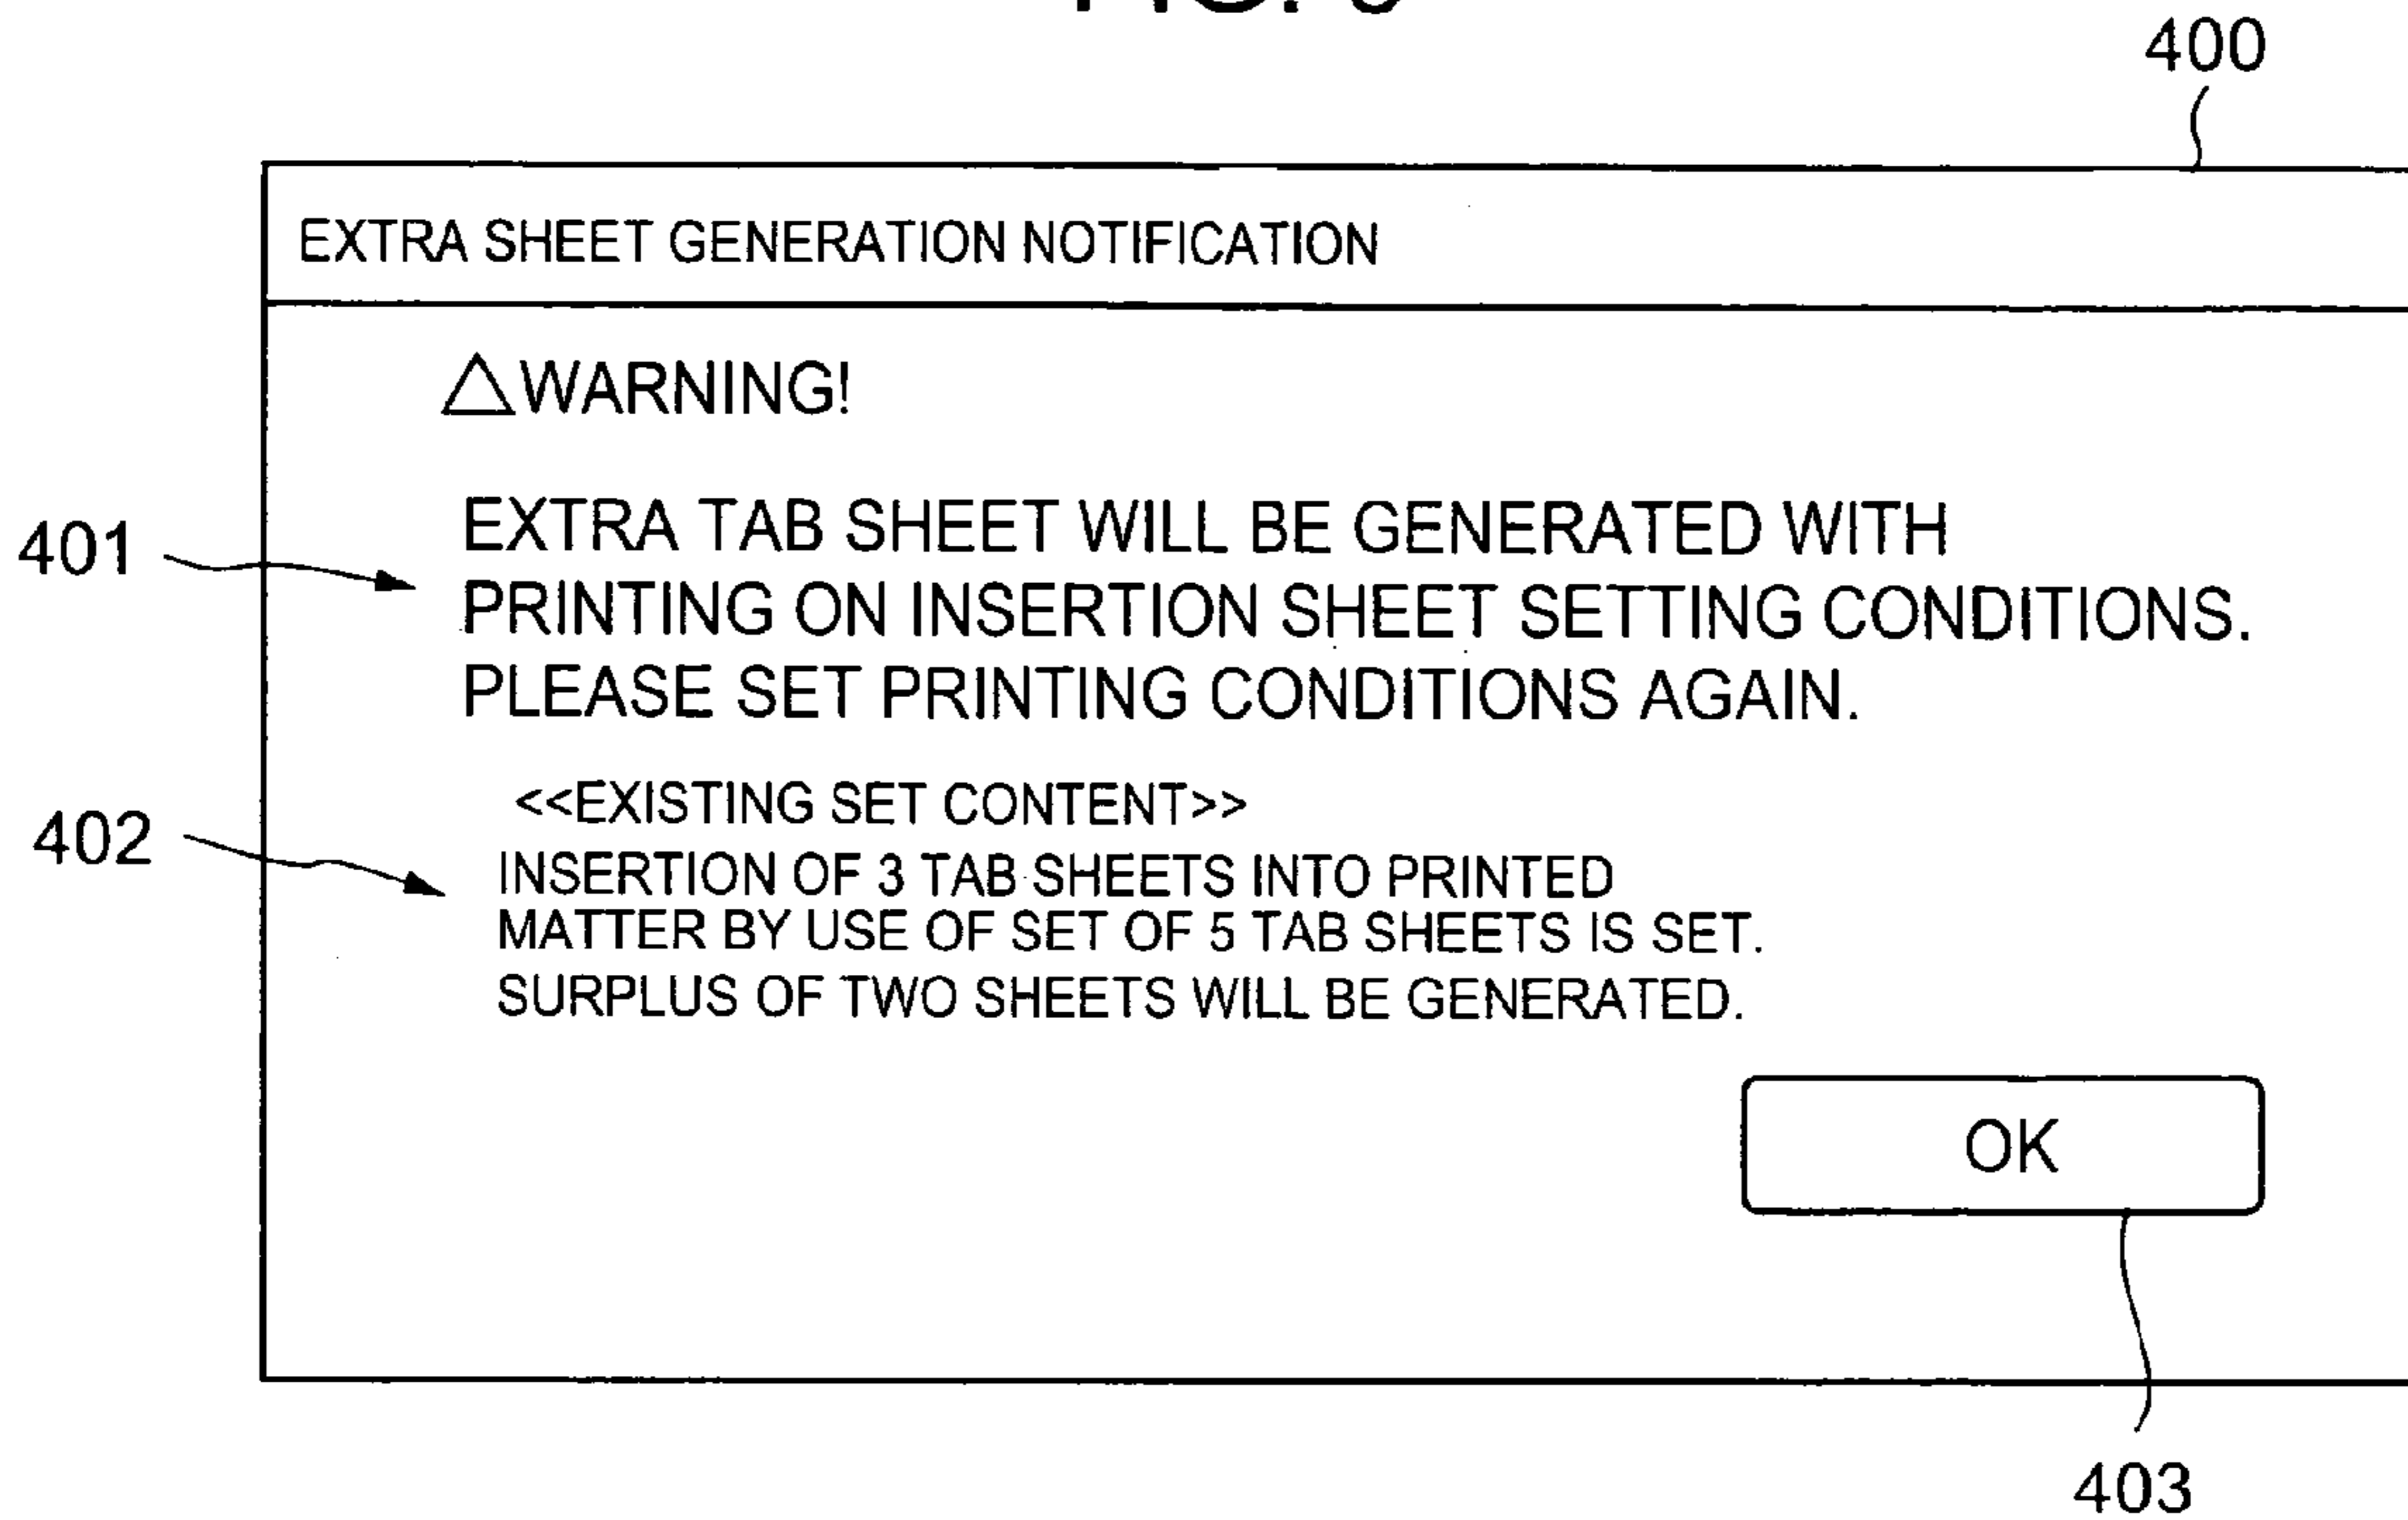 400
EXTRA SHEET GENERATION NOTIFICATION
△WARNING!
EXTRA TAB SHEET WILL BE GENERATED WITH
401
PRINTING ON INSERTION SHEET SETTING CONDITIONS.
PLEASE SET PRINTING CONDITIONS AGAIN.
<<EXISTING SET CONTENT>>
402
INSERTION OF 3 TAB SHEETS INTO PRINTED
MATTER BY USE OF SET OF 5 TAB SHEETS IS SET.
SURPLUS OF TWO SHEETS WILL BE GENERATED.
OK
403